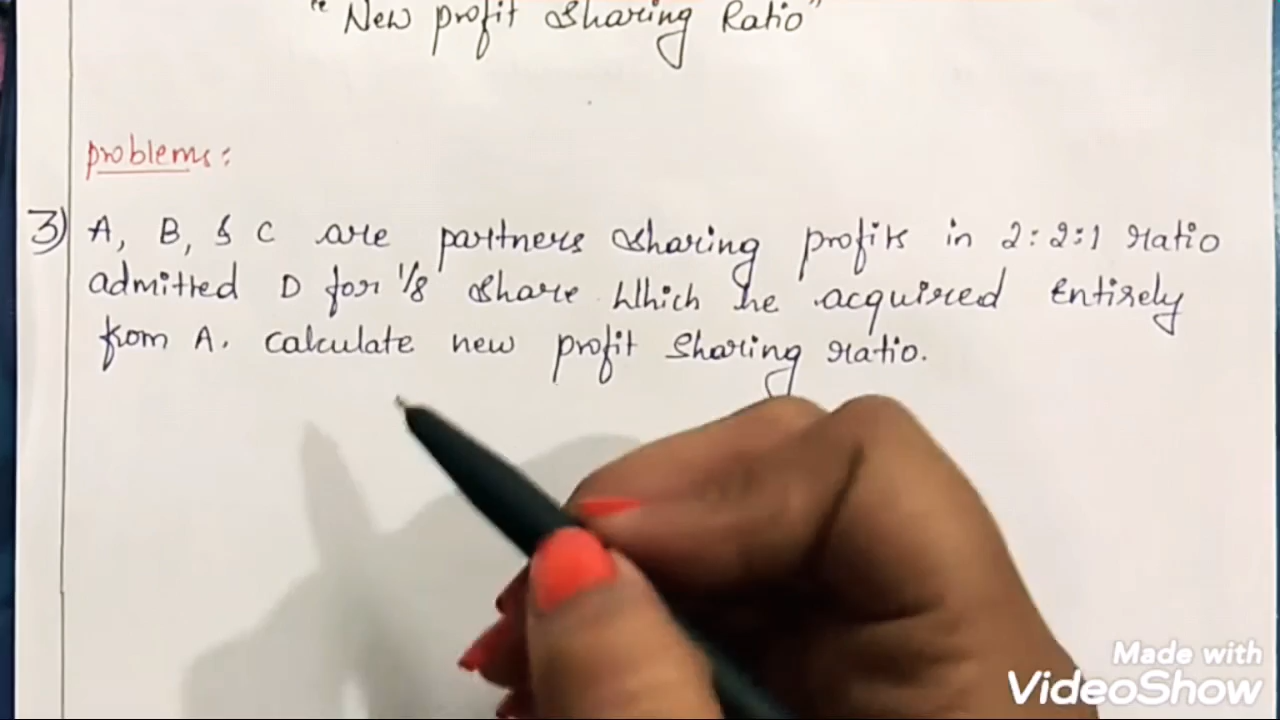 "New profit Sharing Ratio"
problems:
3) A, B, & C are partners sharing profits in 2:2:1 ratio
admitted D for 1/8 share Which he acquired Entirely
from A. calculate new profit sharing ratio.
Made with
VideoShow